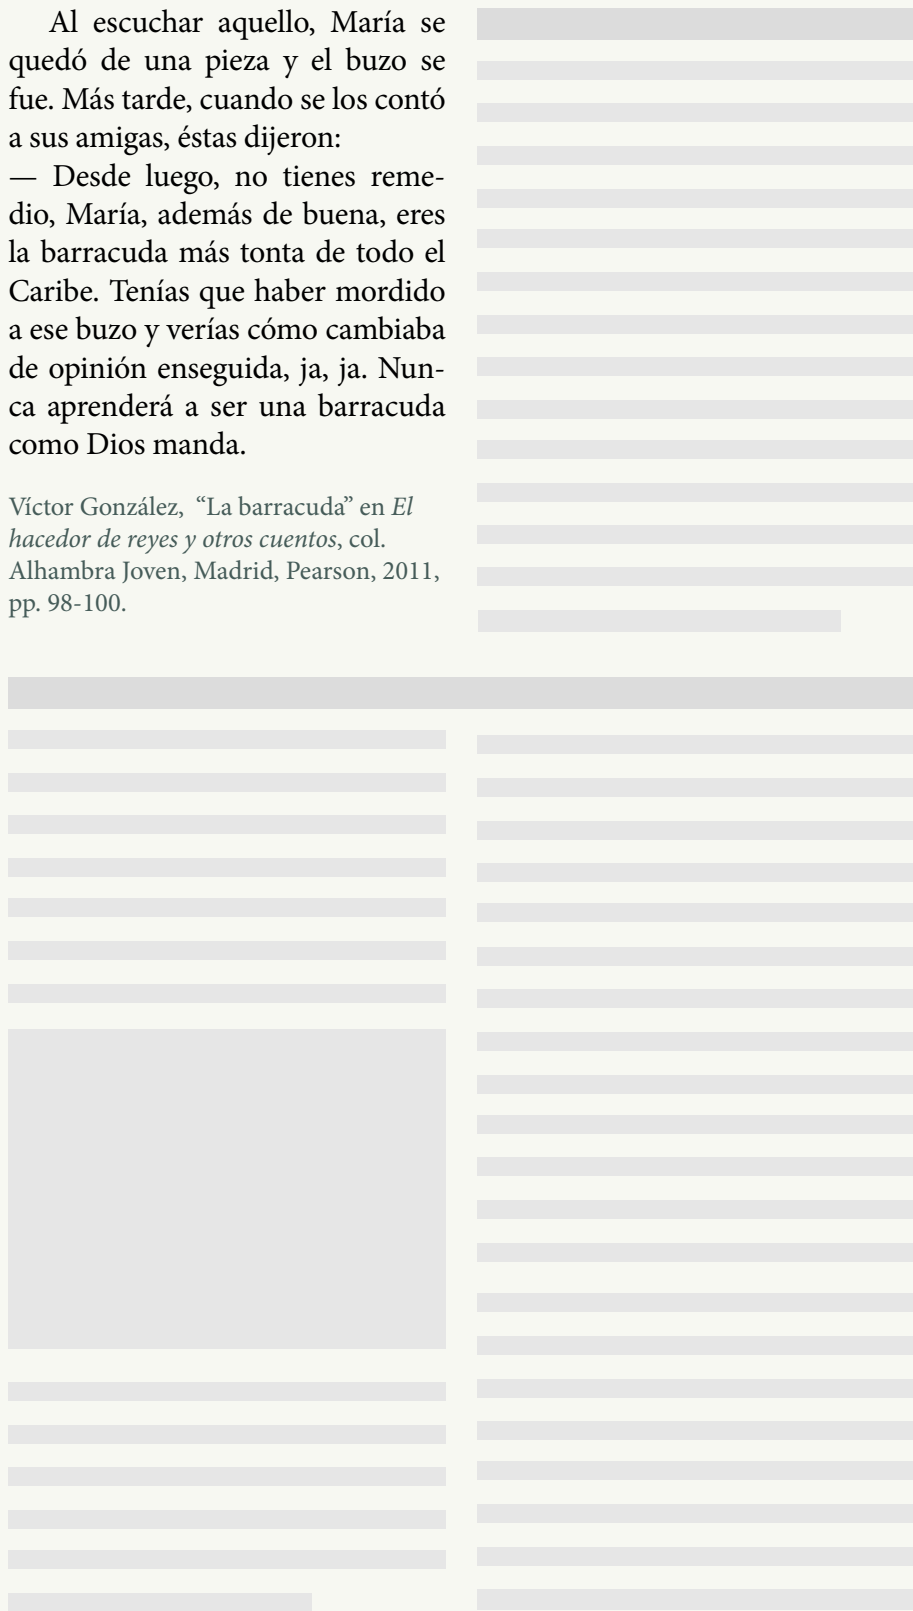 Al escuchar aquello, María se
quedó de una pieza y el buzo se
fue. Más tarde, cuando se los contó
a sus amigas, éstas dijeron:
— Desde luego, no tienes reme-
dio, María, además de buena, eres
la barracuda más tonta de todo el
Caribe. Tenías que haber mordido
a ese buzo y verías cómo cambiaba
de opinión enseguida, ja, ja. Nun-
ca aprenderá a ser una barracuda
como Dios manda.
Víctor González, “La barracuda” en El
hacedor de reyes y otros cuentos, col.
Alhambra Joven, Madrid, Pearson, 2011,
pp. 98-100.